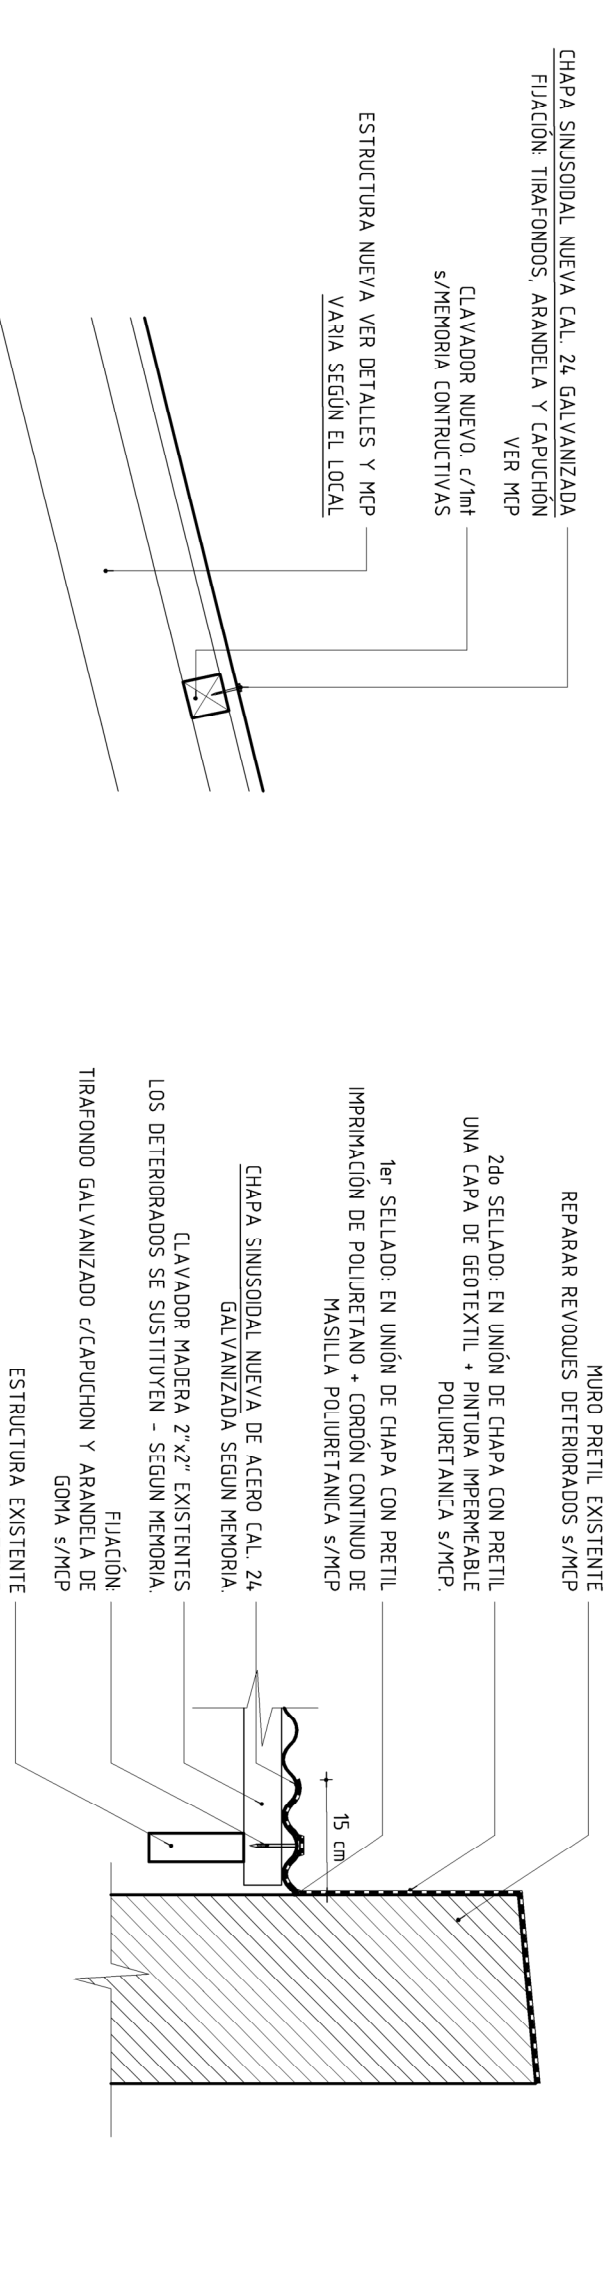 CHAPA SINUSOIDAL NUEVA CAL. 24 GALVANIZADA
FIJACIÓN: TIRAFONDOS, ARANDELA Y CAPUCHÓN
VER MCP
CLAVADOR NUEVO. c/1mt
s/MEMORIA CONTRUCTIVAS
ESTRUCTURA NUEVA VER DETALLES Y MCP
VARIA SEGÚN EL LOCAL
MURO PRETIL EXISTENTE
REPARAR REVOQUES DETERIORADOS s/MCP
2do SELLADO: EN UNIÓN DE CHAPA CON PRETIL
UNA CAPA DE GEOTEXTIL + PINTURA IMPERMEABLE
POLIURETANICA s/MCP.
1er SELLADO: EN UNIÓN DE CHAPA CON PRETIL
IMPRIMACIÓN DE POLIURETANO + CORDÓN CONTINUO DE
MASILLA POLIURETANICA s/MCP
CHAPA SINUSOIDAL NUEVA DE ACERO CAL. 24
GALVANIZADA SEGUN MEMORIA.
CLAVADOR MADERA 2"x2" EXISTENTES
LOS DETERIORADOS SE SUSTITUYEN - SEGUN MEMORIA.
FIJACIÓN:
TIRAFONDO GALVANIZADO c/CAPUCHON Y ARANDELA DE
GOMA s/MCP
ESTRUCTURA EXISTENTE
15 cm